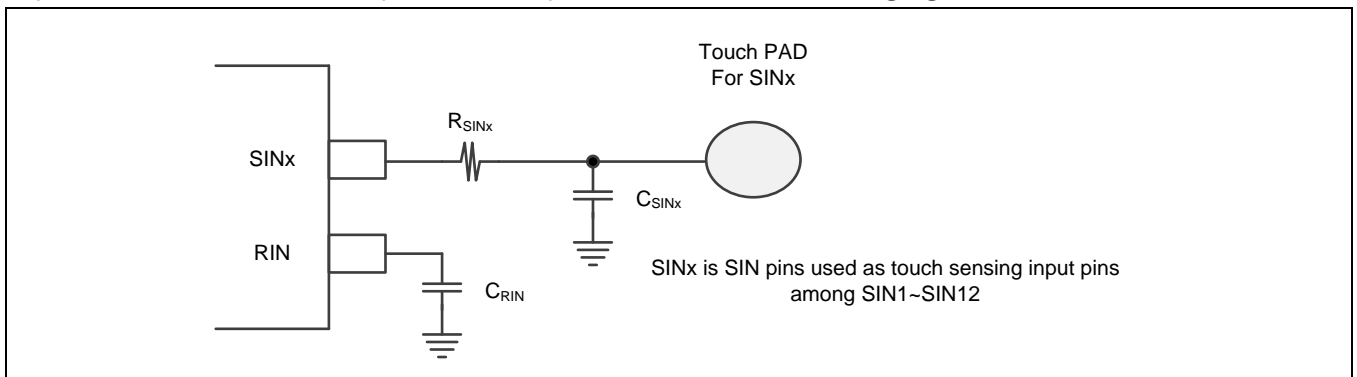 Touch PAD
For SINx
RSINx
SINx
CSINx
RIN
SINx is SIN pins used as touch sensing input pins
among SIN1~SIN12
CRIN